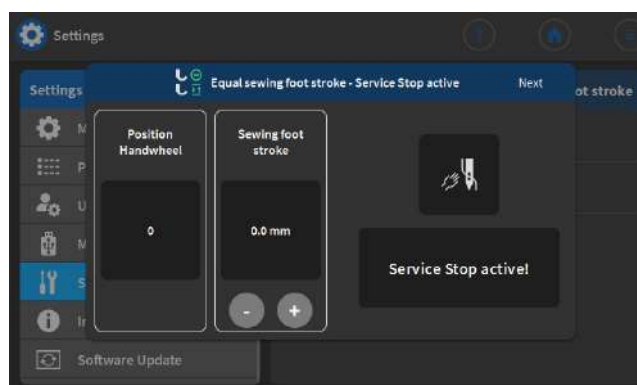 Settings
Settings
Equal sewing foot stroke - Service Stop active
Next
ot stroke
M
P
U
M
S
In
Software Update
Position
Handwheel
0
Sewing foot
stroke
0.0 mm
-
+
Service Stop active!